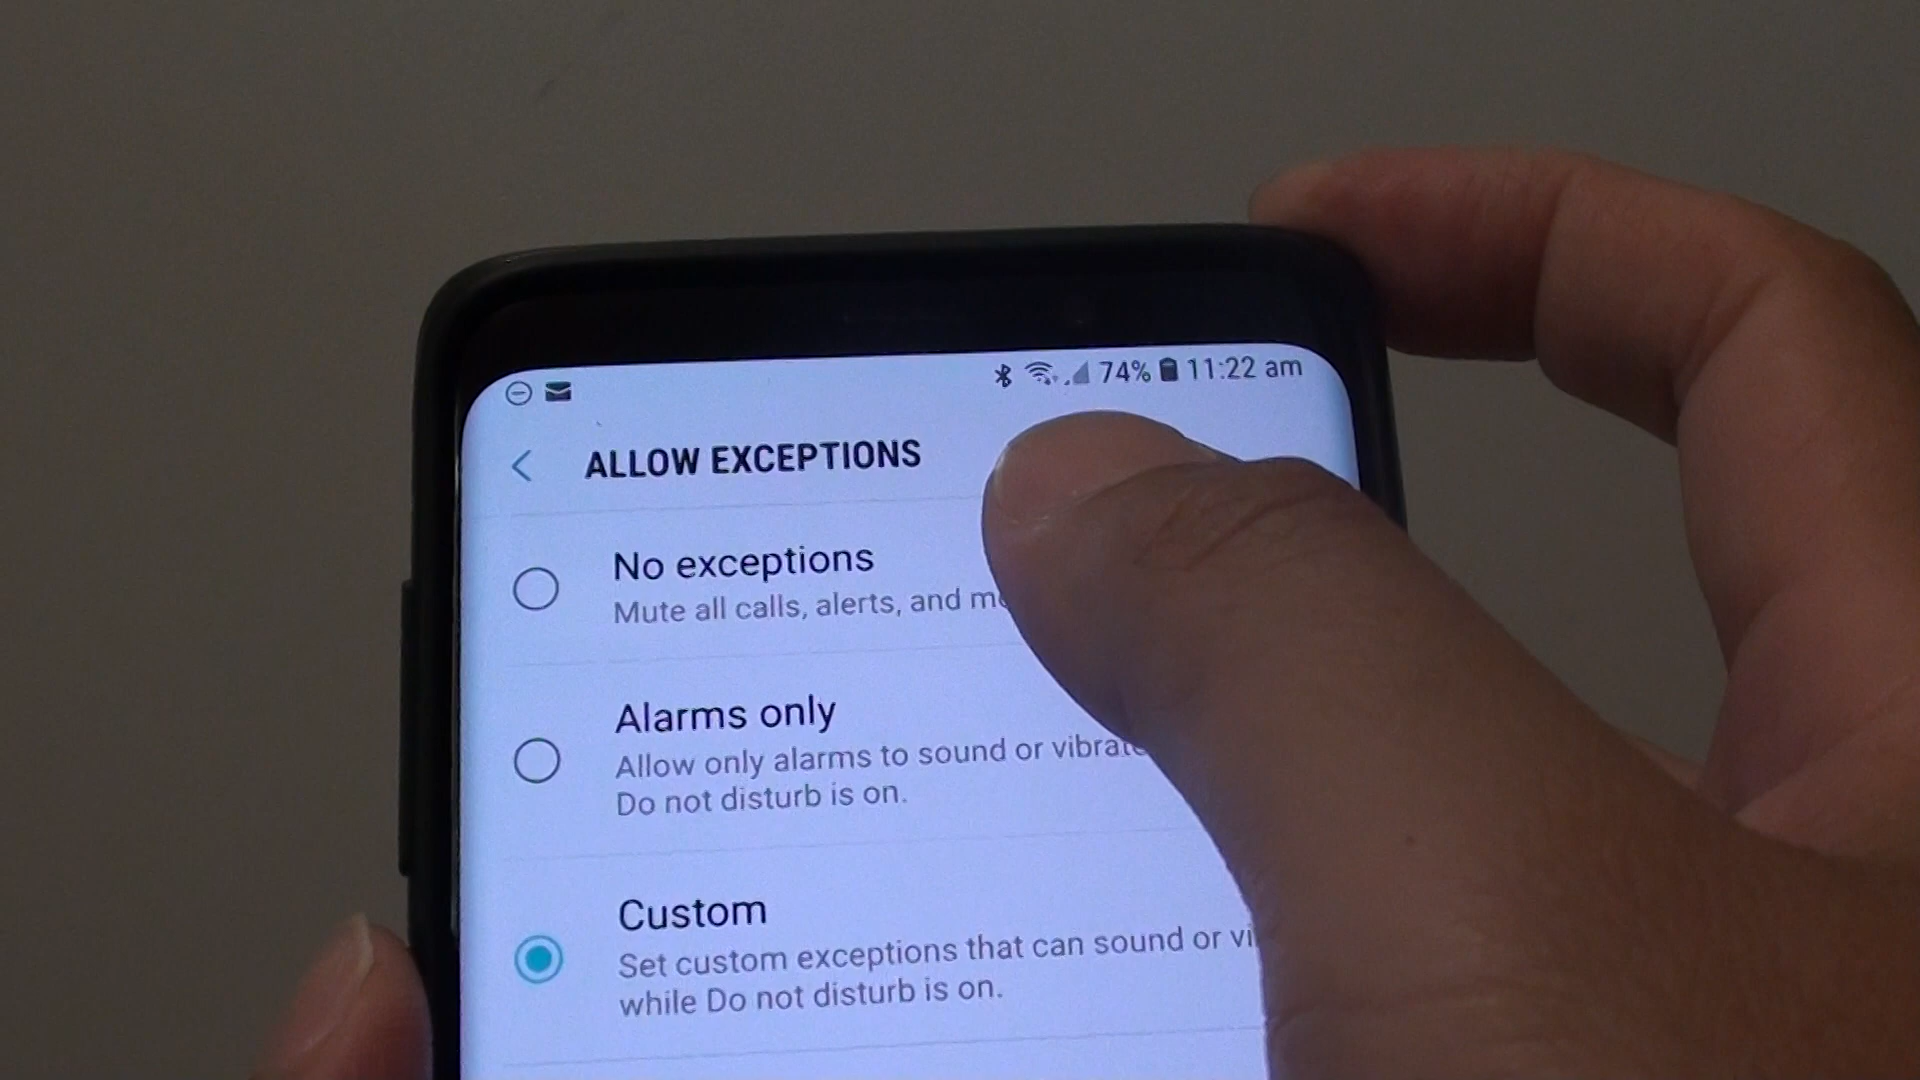 74% 11:22 am
ALLOW EXCEPTIONS
No exceptions
Mute all calls, alerts, and
Alarms only
Allow only alarms to sound or
Do not disturb is on.
Custom
Set custom exceptions that can sound or
while Do not disturb is on.